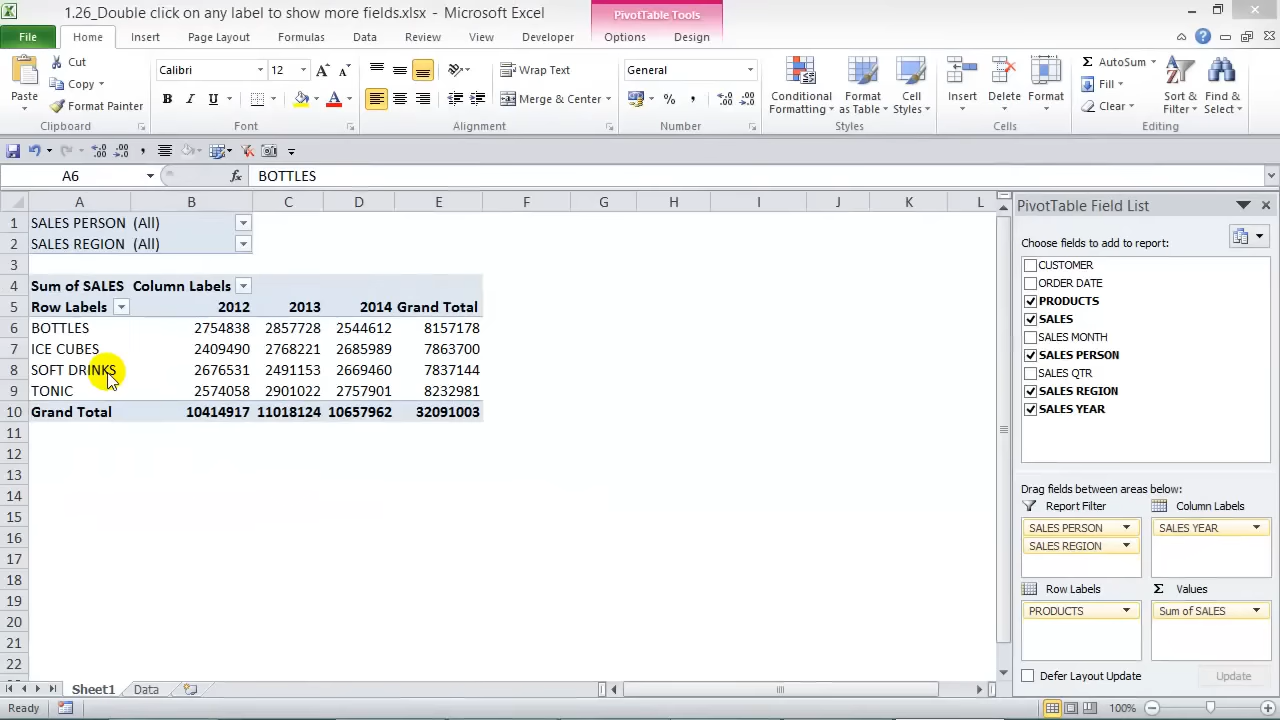 1.26_Double click on any label to show more fields.xlsx - Microsoft Excel
PivotTable Tools
File Home Insert Page Layout Formulas Data Review View Developer Options Design
Paste
Cut
Copy
Format Painter
Clipboard
Calibri 12
B I U A
Font
Wrap Text
Merge & Center
Alignment
General
% ,
Number
Conditional Formatting
Format as Table
Cell Styles
Styles
Insert Delete Format
Cells
Σ AutoSum
Fill
Clear
Sort & Filter
Find & Select
Editing
A6 fx BOTTLES
A B C D E F G H I J K L
1 SALES PERSON (All)
2 SALES REGION (All)
3
4 Sum of SALES Column Labels
5 Row Labels 2012 2013 2014 Grand Total
6 BOTTLES 2754838 2857728 2544612 8157178
7 ICE CUBES 2409490 2768221 2685989 7863700
8 SOFT DRINKS 2676531 2491153 2669460 7837144
9 TONIC 2574058 2901022 2757901 8232981
10 Grand Total 10414917 11018124 10657962 32091003
11
12
13
14
15
16
17
18
19
20
21
22
PivotTable Field List
Choose fields to add to report:
CUSTOMER
ORDER DATE
PRODUCTS
SALES
SALES MONTH
SALES PERSON
SALES QTR
SALES REGION
SALES YEAR
Drag fields between areas below:
Report Filter Column Labels
SALES PERSON SALES YEAR
SALES REGION
Row Labels Σ Values
PRODUCTS Sum of SALES
Defer Layout Update Update
Sheet1 Data
Ready 100%